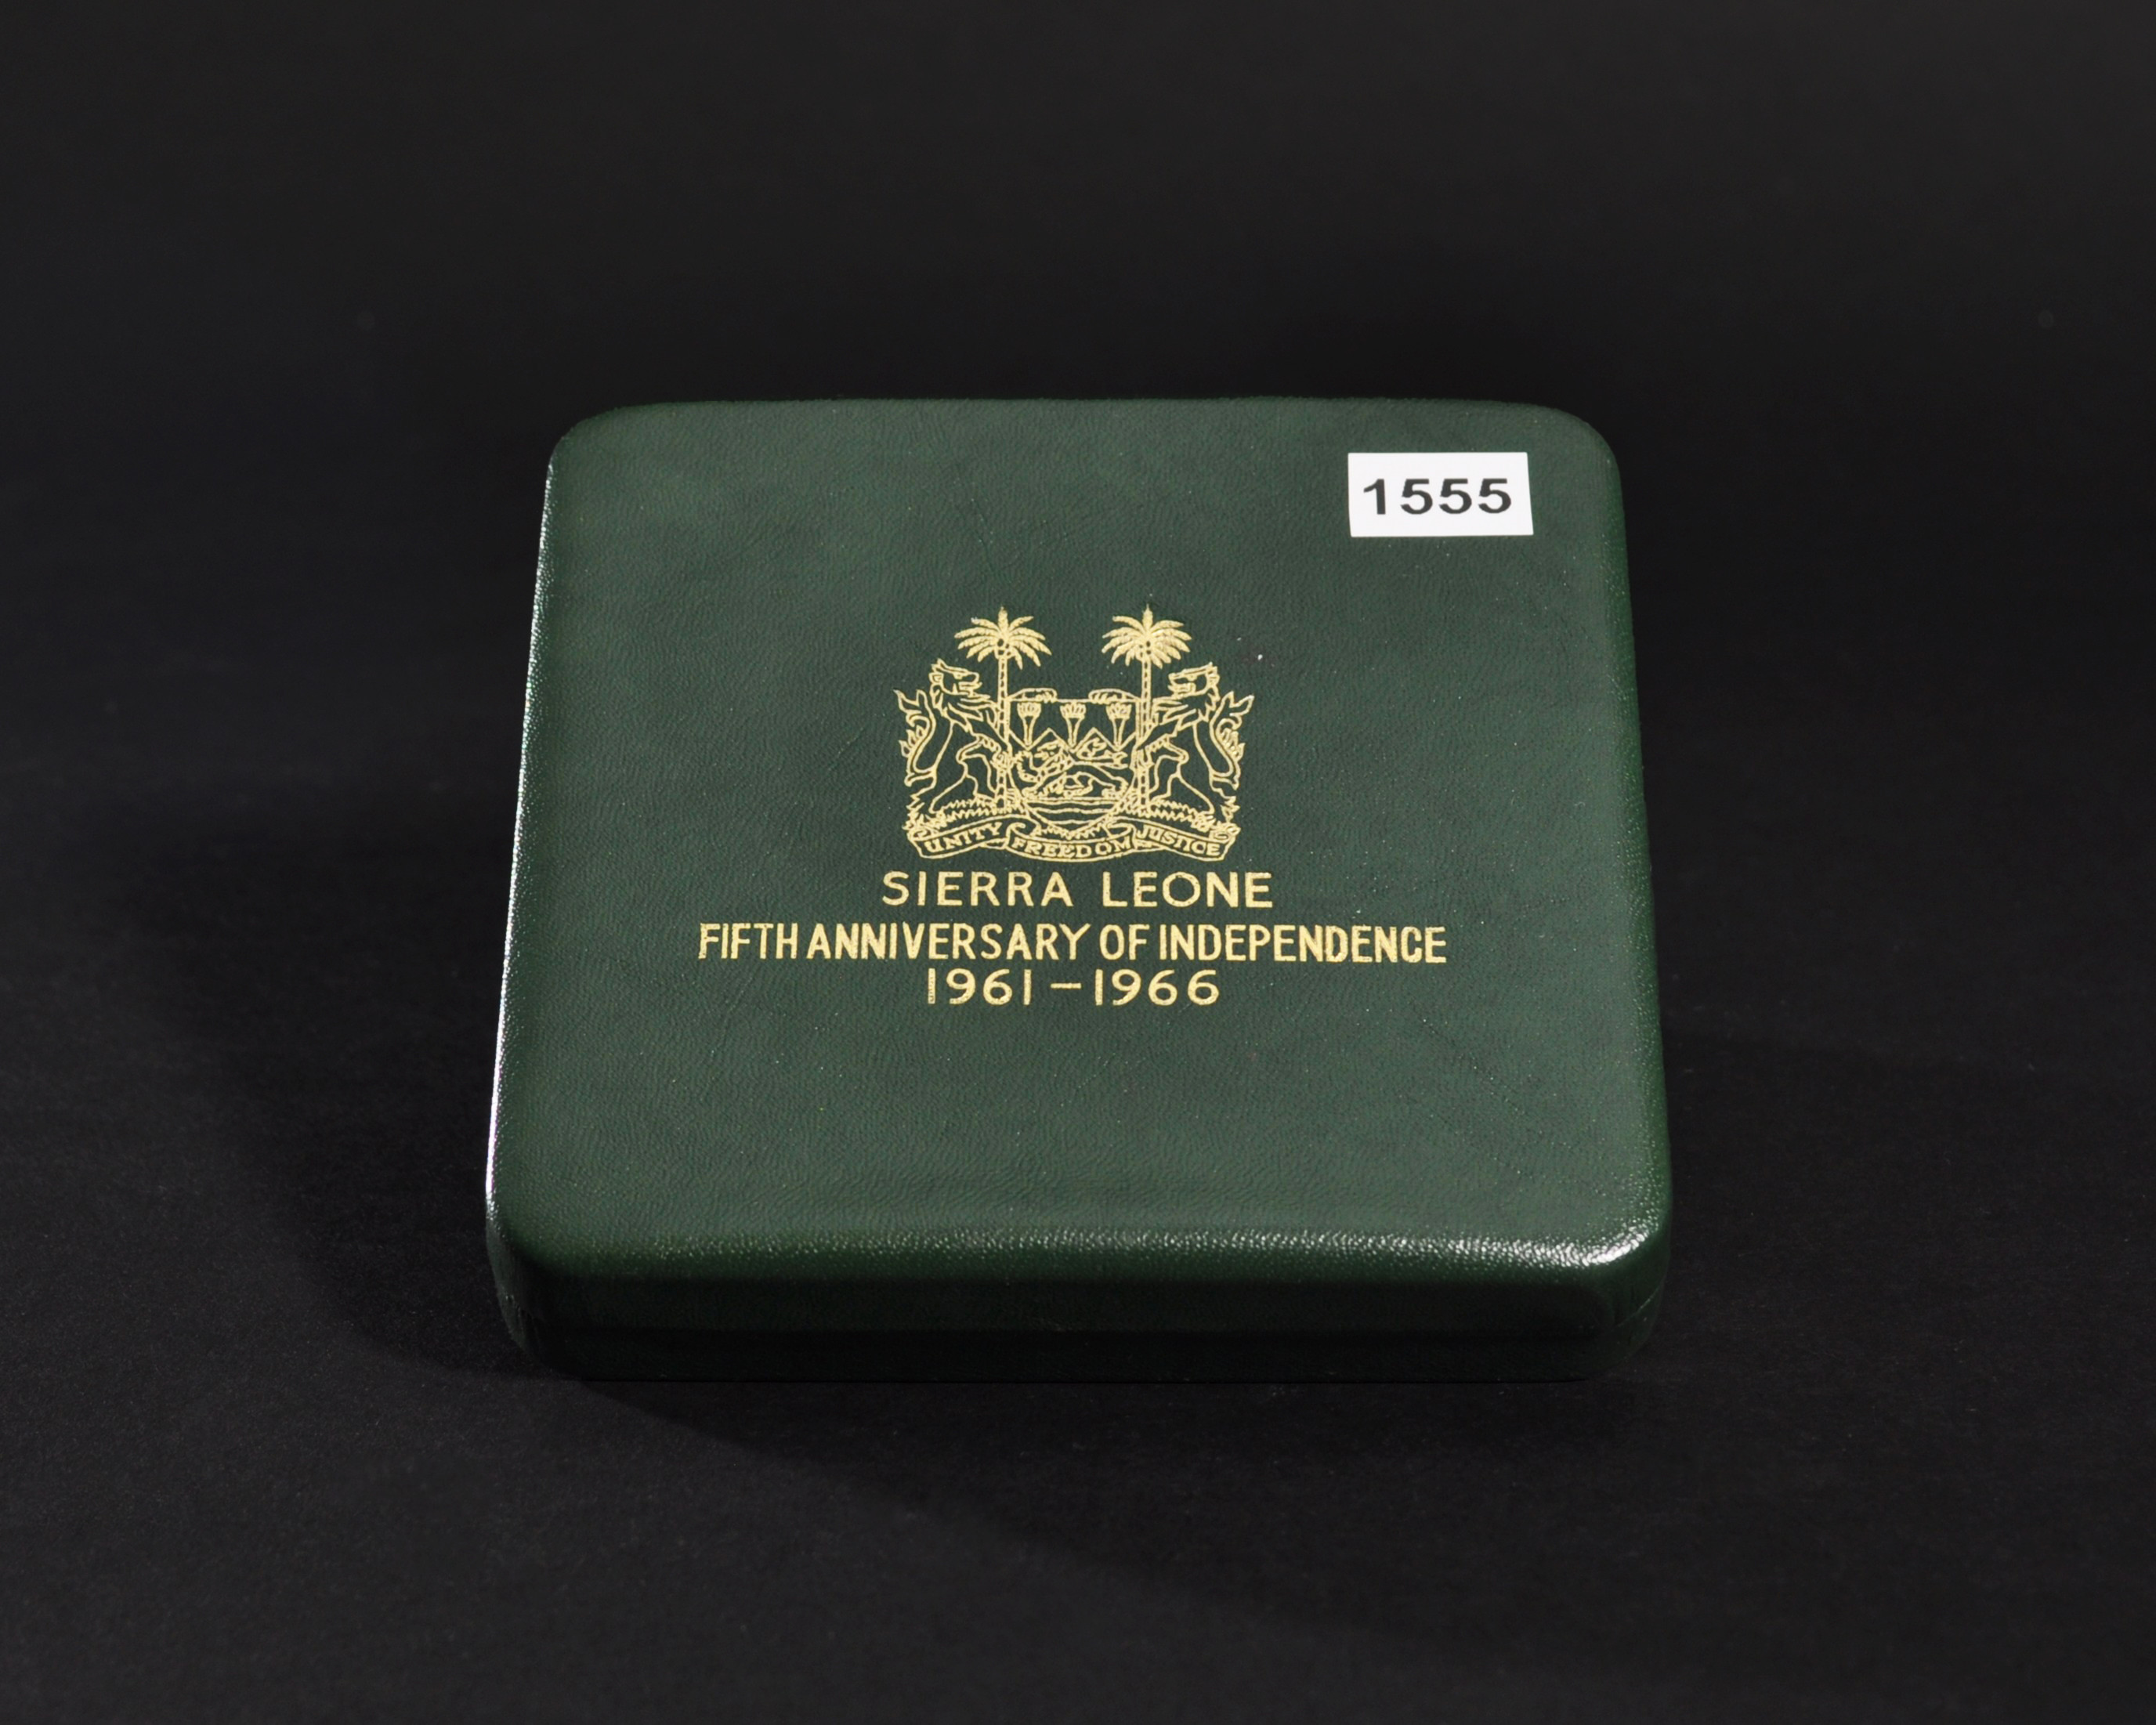 1555
UNITY FREEDOM JUSTICE
SIERRA LEONE
FIFTH ANNIVERSARY OF INDEPENDENCE
1961-1966